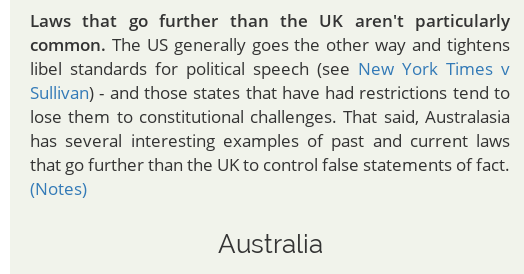 Laws that go further than the UK aren't particularly
common. The US generally goes the other way and tightens
libel standards for political speech (see New York Times v
Sullivan) - and those states that have had restrictions tend to
lose them to constitutional challenges. That said, Australasia
has several interesting examples of past and current laws
that go further than the UK to control false statements of fact.
(Notes)
Australia